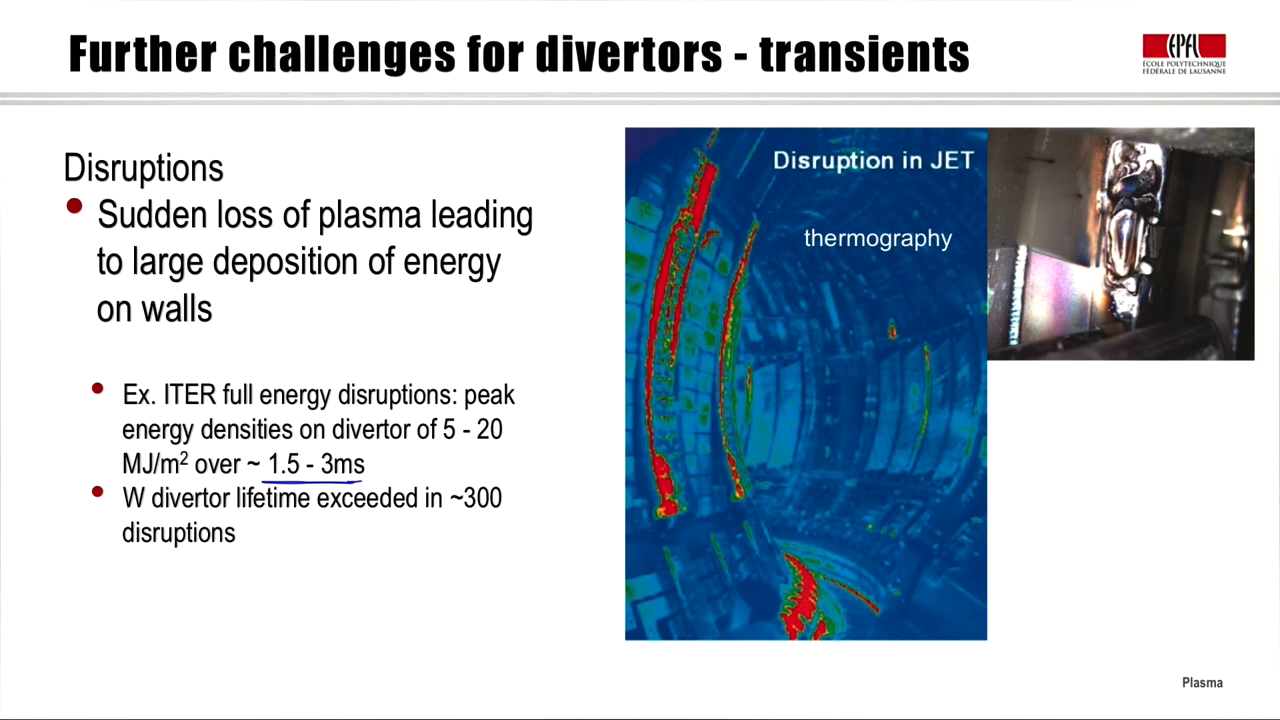 Further challenges for divertors - transients
EPFL
ÉCOLE POLYTECHNIQUE
FÉDÉRALE DE LAUSANNE
Disruptions
• Sudden loss of plasma leading
to large deposition of energy
on walls
• Ex. ITER full energy disruptions: peak
energy densities on divertor of 5 - 20
MJ/m² over ~ 1.5 - 3ms
• W divertor lifetime exceeded in ~300
disruptions
Disruption in JET
thermography
Plasma